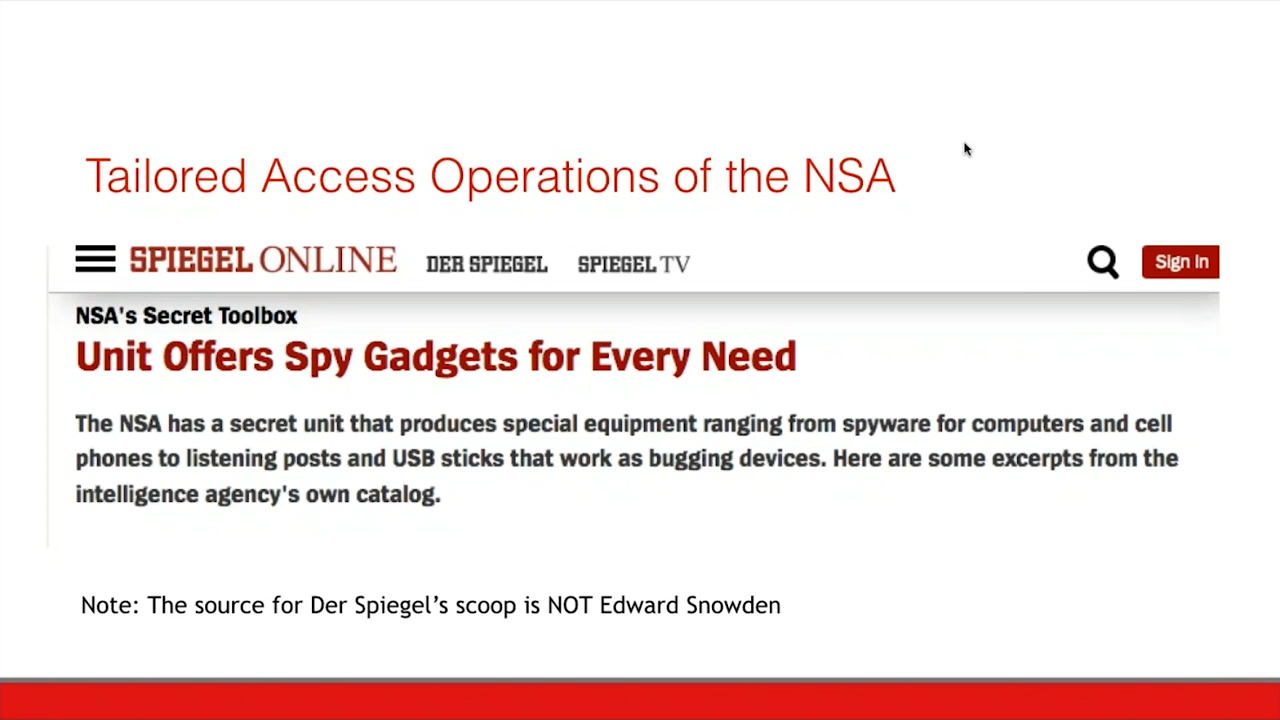 Tailored Access Operations of the NSA
SPIEGEL ONLINE DER SPIEGEL SPIEGEL TV Sign in
NSA's Secret Toolbox
Unit Offers Spy Gadgets for Every Need
The NSA has a secret unit that produces special equipment ranging from spyware for computers and cell
phones to listening posts and USB sticks that work as bugging devices. Here are some excerpts from the
intelligence agency's own catalog.
Note: The source for Der Spiegel’s scoop is NOT Edward Snowden